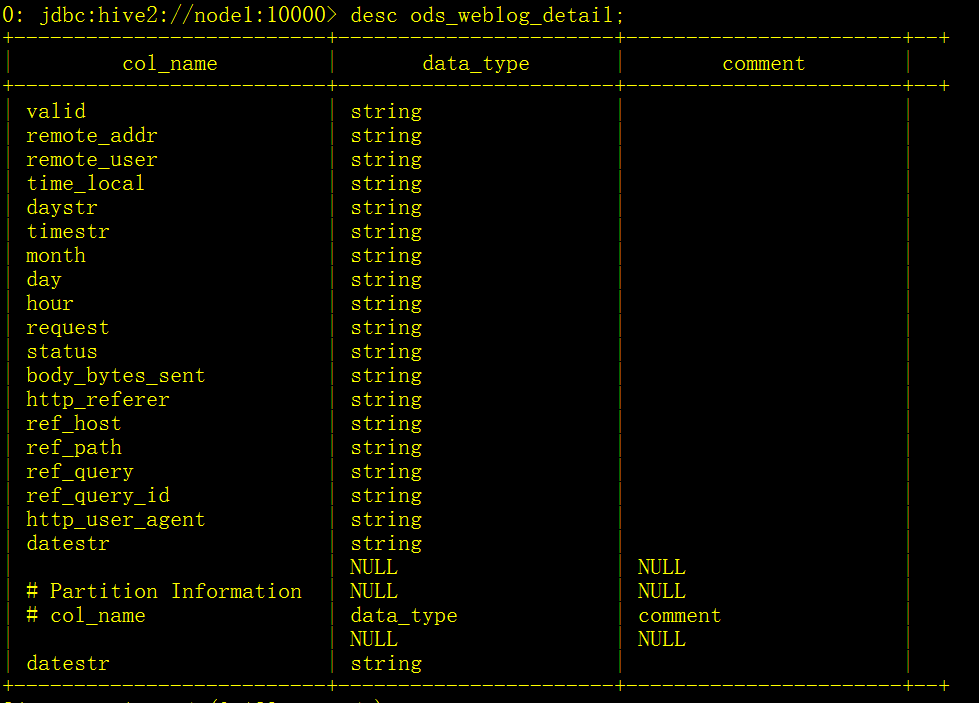 0: jdbc:hive2://node1:10000> desc ods_weblog_detail;
col_name data_type comment
valid string
remote_addr string
remote_user string
time_local string
daystr string
timestr string
month string
day string
hour string
request string
status string
body_bytes_sent string
http_referer string
ref_host string
ref_path string
ref_query string
ref_query_id string
http_user_agent string
datestr string
NULL NULL
# Partition Information NULL NULL
# col_name data_type comment
NULL NULL
datestr string